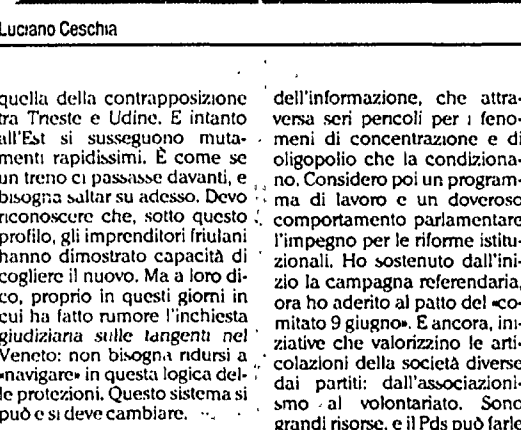 Luciano Ceschia
quella della contrapposizione
tra Trieste e Udine. E intanto
all'Est si susseguono muta-
menti rapidissimi. È come se
un treno ci passasse davanti, e
bisogna saltar su adesso. Devo
riconoscere che, sotto questo
profilo, gli imprenditori friulani
hanno dimostrato capacità di
cogliere il nuovo. Ma a loro di-
co, proprio in questi giorni in
cui ha fatto rumore l'inchiesta
giudiziaria sulle tangenti nel
Veneto: non bisogna ridursi a
«navigare» in questa logica del-
le protezioni. Questo sistema si
può e si deve cambiare.
dell'informazione, che attra-
versa seri pericoli per i feno-
meni di concentrazione e di
oligopolio che la condiziona-
no. Considero poi un program-
ma di lavoro e un doveroso
comportamento parlamentare
l'impegno per le riforme istitu-
zionali. Ho sostenuto dall'ini-
zio la campagna referendaria,
ora ho aderito al patto del «co-
mitato 9 giugno». E ancora, ini-
ziative che valorizzino le arti-
colazioni della società diverse
dai partiti: dall'associazioni-
smo al volontariato. Sono
grandi risorse, e il Pds può farle